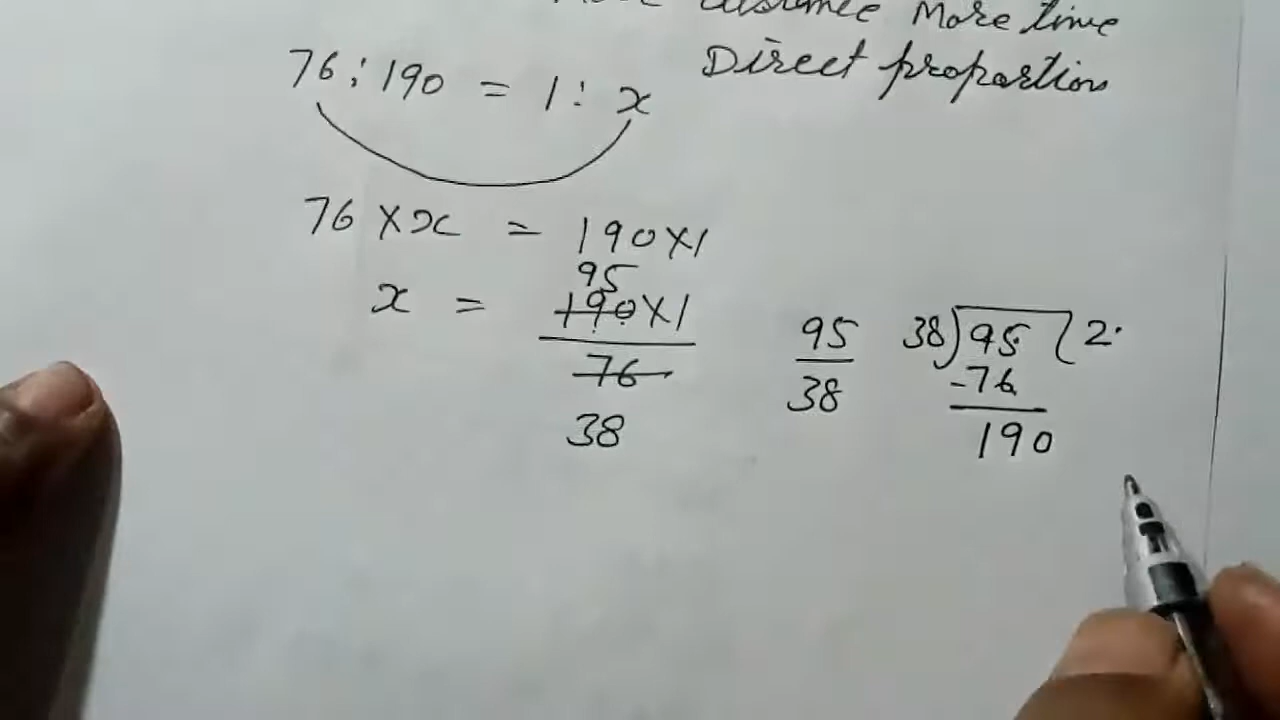 distance More time
Direct proportion
76 : 190 = 1 : x
76 × x = 190×1
95
x = 190×1
76
38
95
38
38)95(2.
-76
190